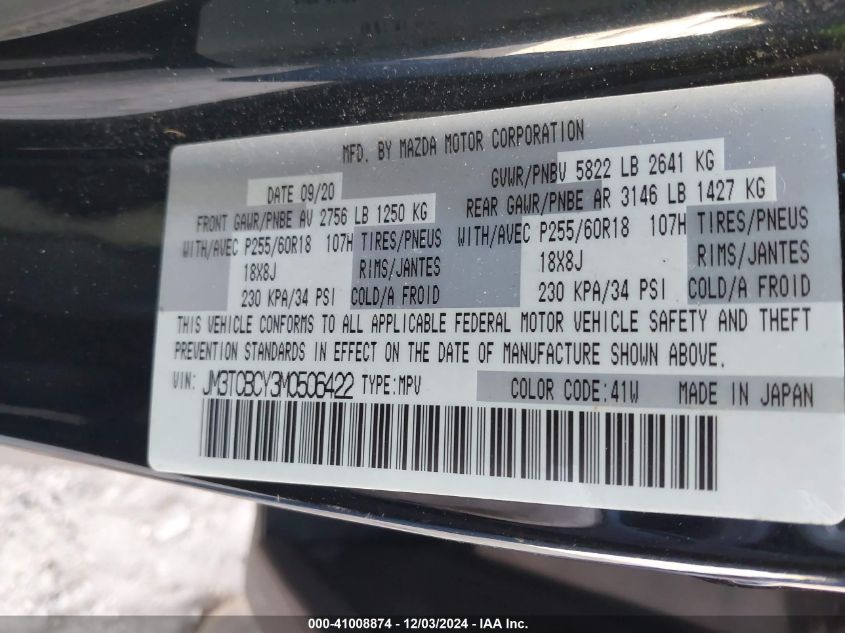 MFD. BY MAZDA MOTOR CORPORATION
DATE 09/20 GVWR/PNBV 5822 LB 2641 KG
FRONT GAWR/PNBE AV 2756 LB 1250 KG REAR GAWR/PNBE AR 3146 LB 1427 KG
WITH/AVEC P255/60R18 107H TIRES/PNEUS WITH/AVEC P255/60R18 107H TIRES/PNEUS
18X8J RIMS/JANTES 18X8J RIMS/JANTES
230 KPA/34 PSI COLD/A FROID 230 KPA/34 PSI COLD/A FROID
THIS VEHICLE CONFORMS TO ALL APPLICABLE FEDERAL MOTOR VEHICLE SAFETY AND THEFT
PREVENTION STANDARDS IN EFFECT ON THE DATE OF MANUFACTURE SHOWN ABOVE.
VIN: JM3TCBCY3M0506422 TYPE:MPV COLOR CODE:41W MADE IN JAPAN
000-41008874 - 12/03/2024 - IAA Inc.